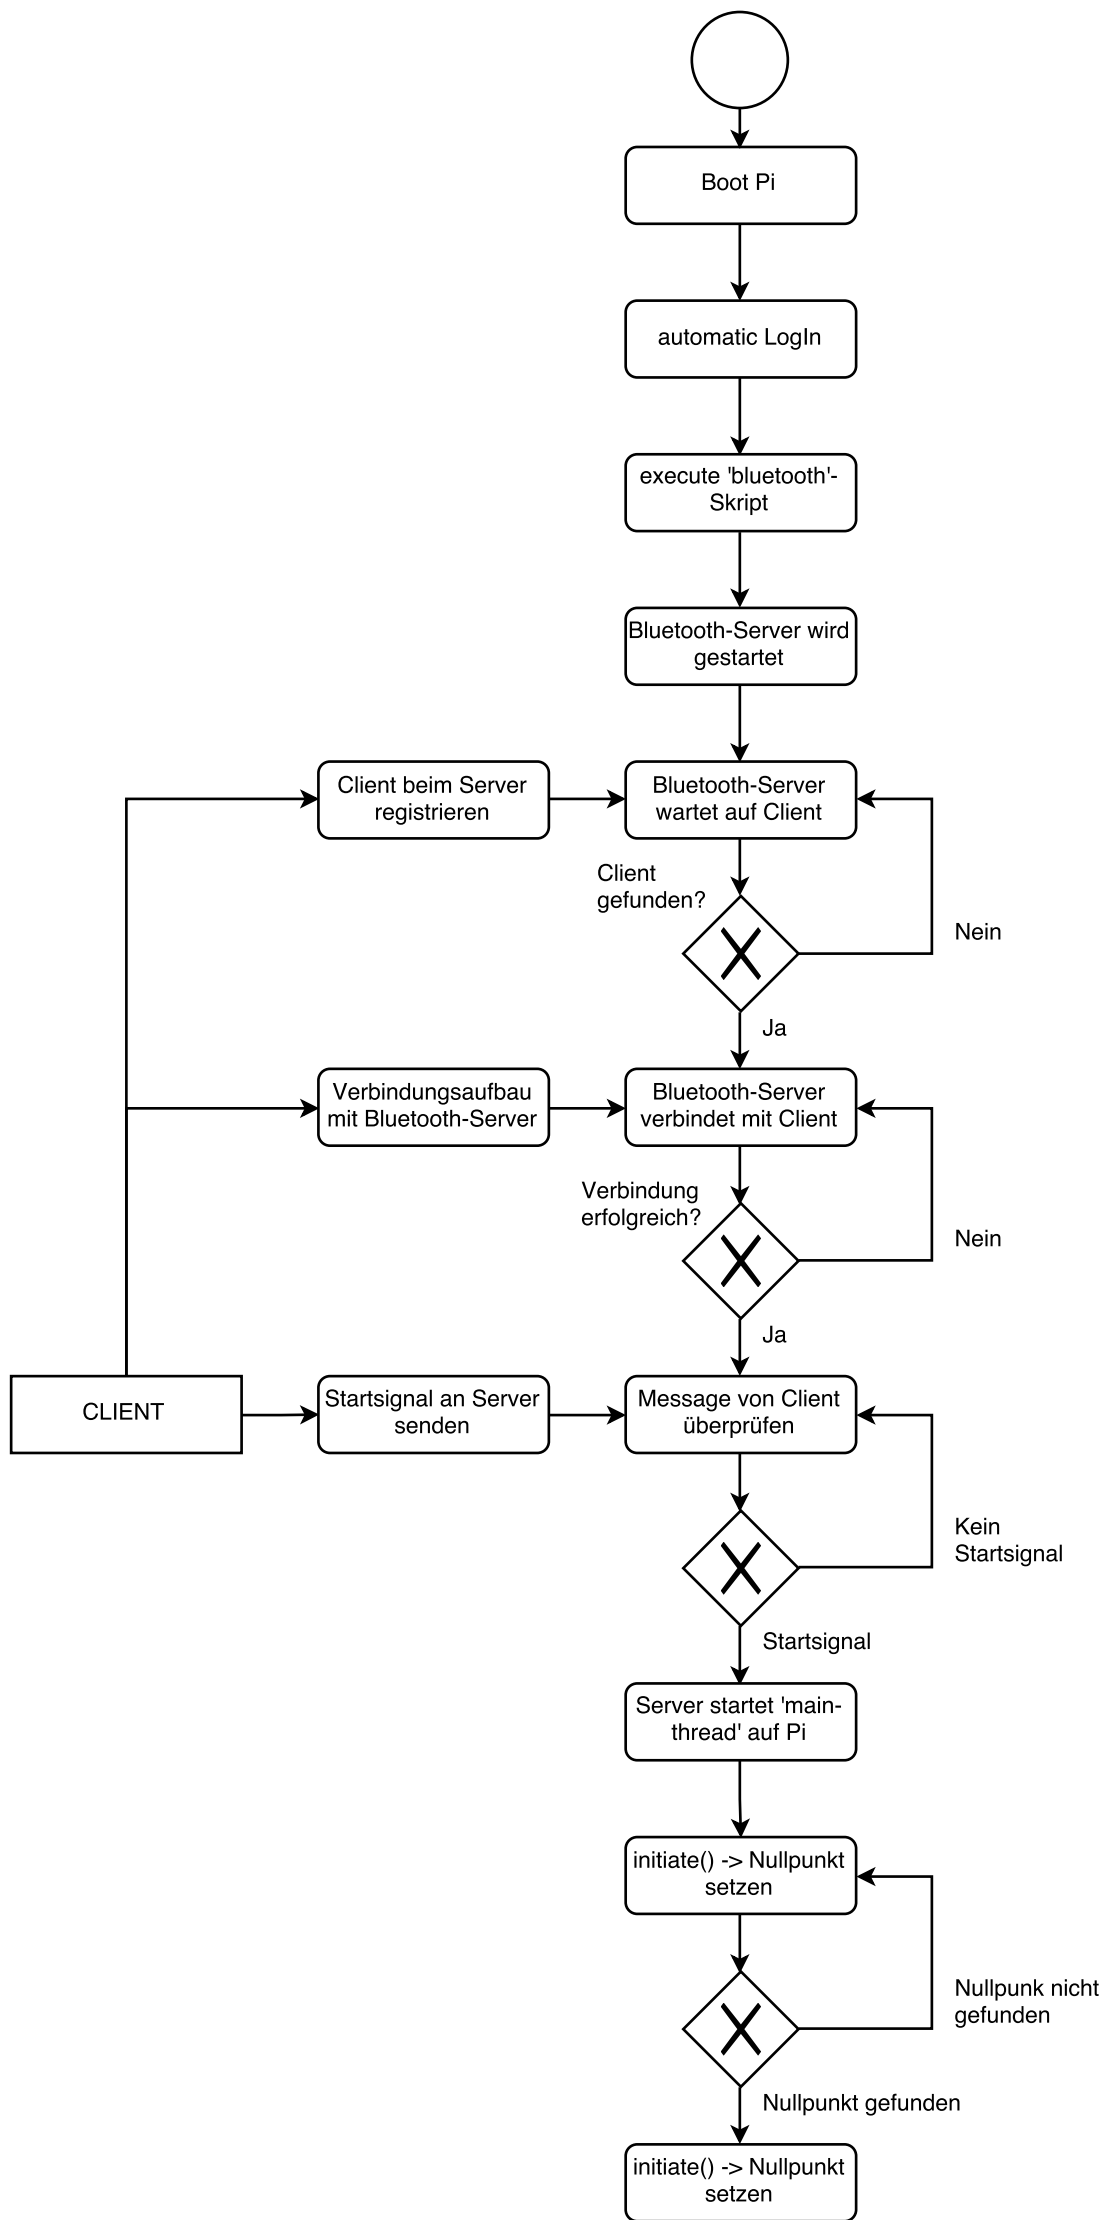 Boot Pi
automatic LogIn
execute 'bluetooth'-
Skript
Bluetooth-Server wird
gestartet
Client beim Server
registrieren
Bluetooth-Server
wartet auf Client
Client
gefunden?
Nein
Ja
Verbindungsaufbau
mit Bluetooth-Server
Bluetooth-Server
verbindet mit Client
Verbindung
erfolgreich?
Nein
Ja
CLIENT
Startsignal an Server
senden
Message von Client
überprüfen
Kein
Startsignal
Startsignal
Server startet 'main-
thread' auf Pi
initiate() -> Nullpunkt
setzen
Nullpunk nicht
gefunden
Nullpunkt gefunden
initiate() -> Nullpunkt
setzen